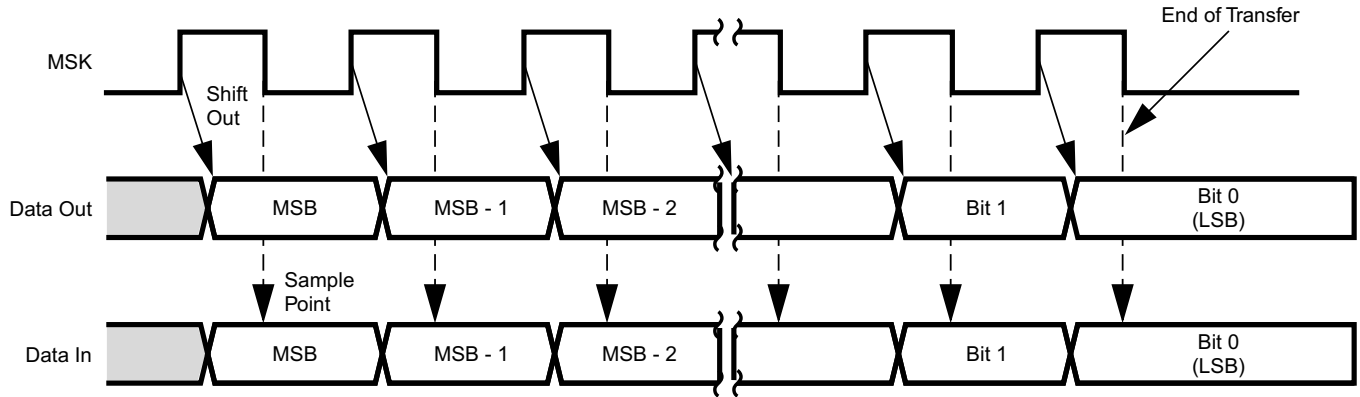 End of Transfer
MSK
Shift
Out
Data Out
MSB
MSB - 1
MSB - 2
Bit 1
Bit 0
(LSB)
Sample
Point
Data In
MSB
MSB - 1
MSB - 2
Bit 1
Bit 0
(LSB)